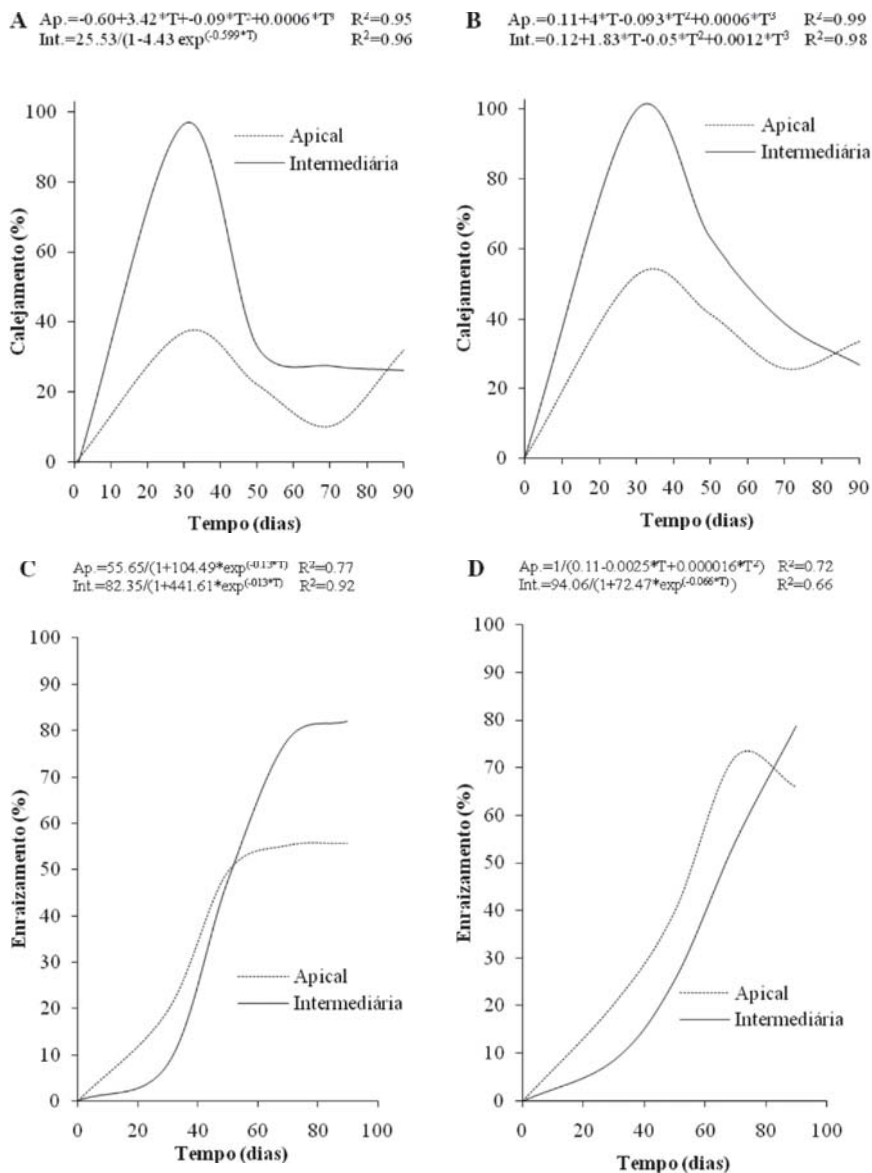 A Ap.=-0.60+3.42*T+-0.09*T²+0.0006*T³ R²=0.95
Int.=25.53/(1-4.43 exp(-0.599*T) R²=0.96
Calejamento (%)
100
80
60
40
20
0
Apical
Intermediária
0 10 20 30 40 50 60 70 80 90
Tempo (dias)
B Ap.=0.11+4*T-0.093*T²+0.0006*T³ R²=0.99
Int.=0.12+1.83*T-0.05*T²+0.0012*T³ R²=0.98
Calejamento (%)
100
80
60
40
20
0
Apical
Intermediária
0 10 20 30 40 50 60 70 80 90
Tempo (dias)
C Ap.=55.65/(1+104.49*exp(-0.13*T) R²=0.77
Int.=82.35/(1+441.61*exp(-013*T) R²=0.92
Enraizamento (%)
100
90
80
70
60
50
40
30
20
10
0
Apical
Intermediária
0 20 40 60 80 100
Tempo (dias)
D Ap.=1/(0.11-0.0025*T+0.000016*T²) R²=0.72
Int.=94.06/(1+72.47*exp(-0.066*T)) R²=0.66
Enraizamento (%)
100
90
80
70
60
50
40
30
20
10
0
Apical
Intermediária
0 20 40 60 80 100
Tempo (dias)